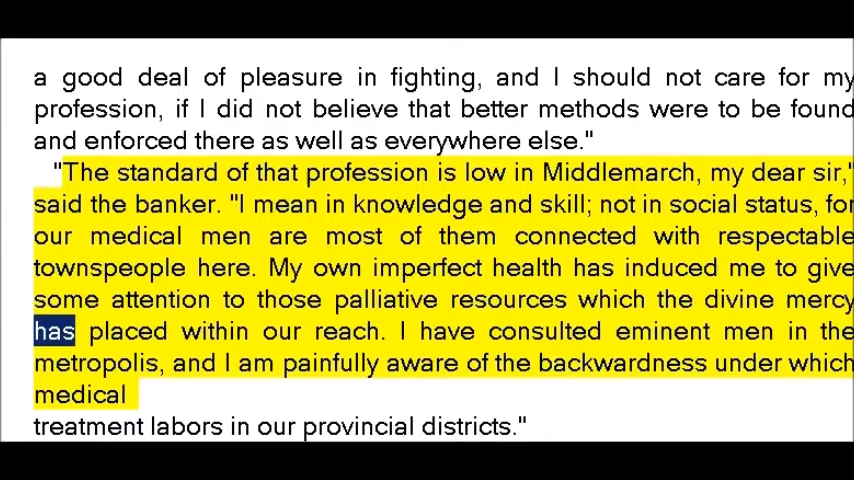 a good deal of pleasure in fighting, and I should not care for my
profession, if I did not believe that better methods were to be found
and enforced there as well as everywhere else."
"The standard of that profession is low in Middlemarch, my dear sir,"
said the banker. "I mean in knowledge and skill; not in social status, for
our medical men are most of them connected with respectable
townspeople here. My own imperfect health has induced me to give
some attention to those palliative resources which the divine mercy
has placed within our reach. I have consulted eminent men in the
metropolis, and I am painfully aware of the backwardness under which
medical
treatment labors in our provincial districts."